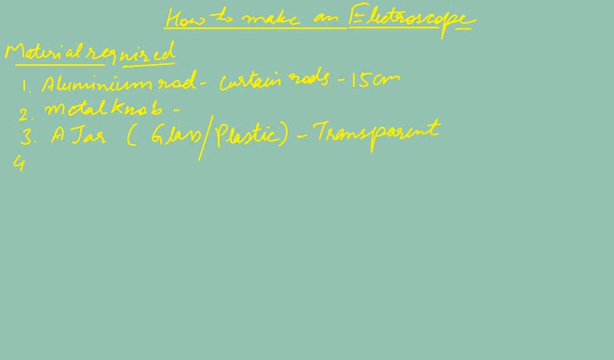 How to make an Electroscope
Material required
1. Aluminium rod - Curtain rods - 15cm
2. Metal Knob -
3. A Jar ( Glass/Plastic) - Transparent
4